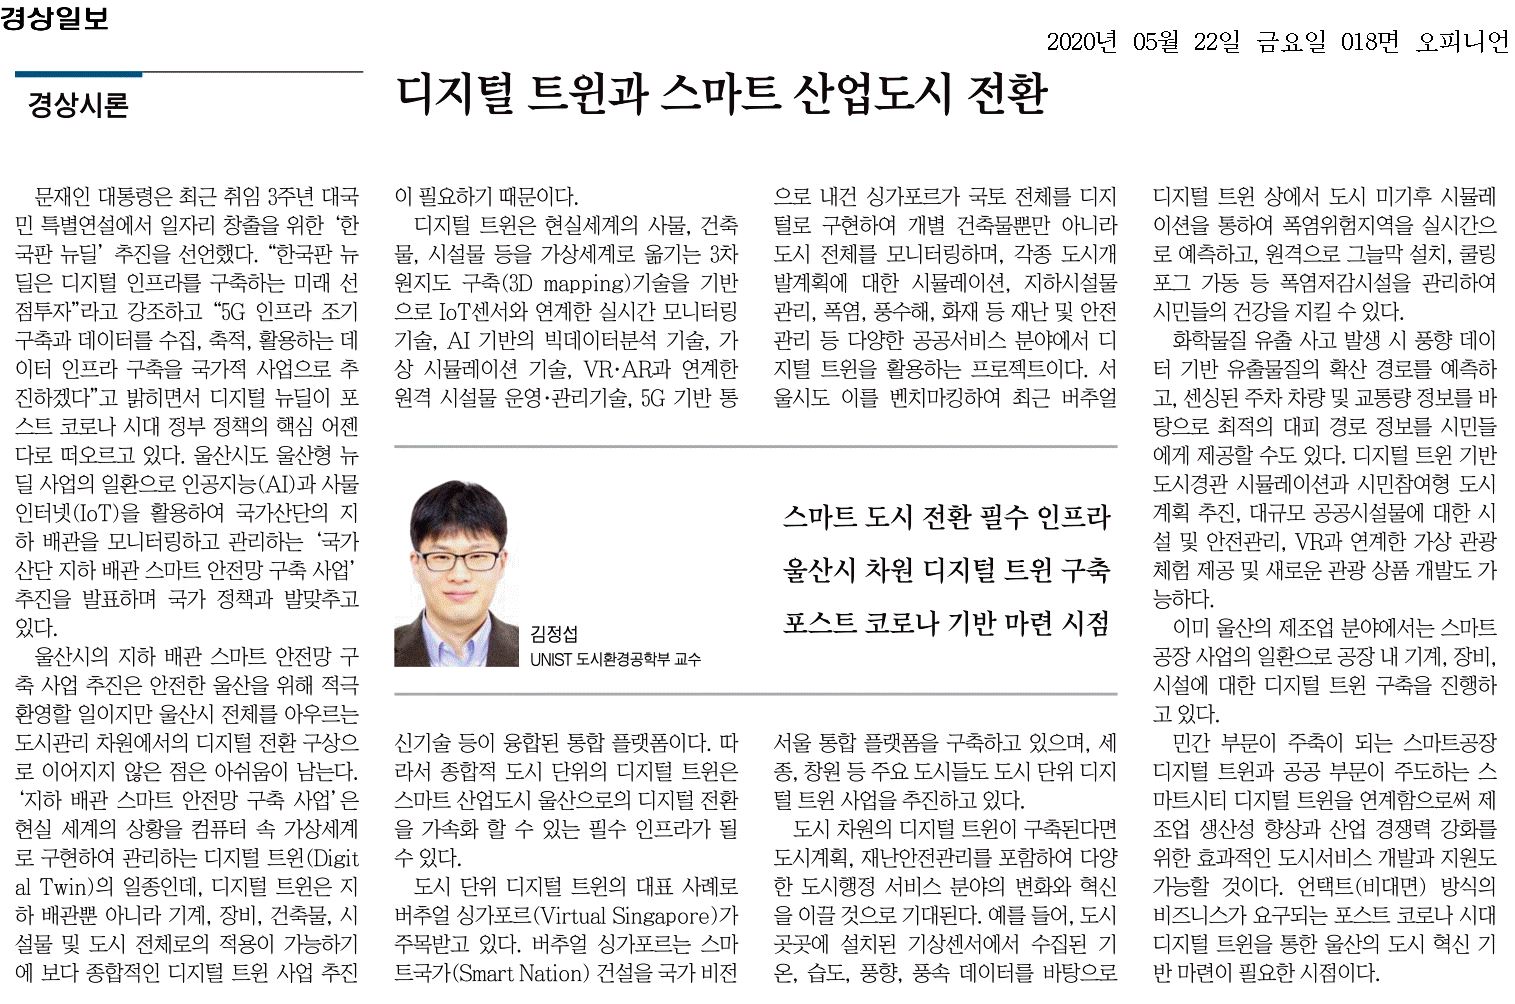 경상일보
2020년 05월 22일 금요일 018면 오피니언
경상시론
디지털 트윈과 스마트 산업도시 전환
문재인 대통령은 최근 취임 3주년 대국
민 특별연설에서 일자리 창출을 위한 ‘한
국판 뉴딜’ 추진을 선언했다. “한국판 뉴
딜은 디지털 인프라를 구축하는 미래 선
점투자”라고 강조하고 “5G 인프라 조기
구축과 데이터를 수집, 축적, 활용하는 데
이터 인프라 구축을 국가적 사업으로 추
진하겠다”고 밝히면서 디지털 뉴딜이 포
스트 코로나 시대 정부 정책의 핵심 어젠
다로 떠오르고 있다. 울산시도 울산형 뉴
딜 사업의 일환으로 인공지능(AI)과 사물
인터넷(IoT)을 활용하여 국가산단의 지
하 배관을 모니터링하고 관리하는 ‘국가
산단 지하 배관 스마트 안전망 구축 사업’
추진을 발표하며 국가 정책과 발맞추고
있다.
울산시의 지하 배관 스마트 안전망 구
축 사업 추진은 안전한 울산을 위해 적극
환영할 일이지만 울산시 전체를 아우르는
도시관리 차원에서의 디지털 전환 구상으
로 이어지지 않은 점은 아쉬움이 남는다.
‘지하 배관 스마트 안전망 구축 사업’은
현실 세계의 상황을 컴퓨터 속 가상세계
로 구현하여 관리하는 디지털 트윈(Digit
al Twin)의 일종인데, 디지털 트윈은 지
하 배관뿐 아니라 기계, 장비, 건축물, 시
설물 및 도시 전체로의 적용이 가능하기
에 보다 종합적인 디지털 트윈 사업 추진
이 필요하기 때문이다.
디지털 트윈은 현실세계의 사물, 건축
물, 시설물 등을 가상세계로 옮기는 3차
원지도 구축(3D mapping)기술을 기반
으로 IoT센서와 연계한 실시간 모니터링
기술, AI 기반의 빅데이터분석 기술, 가
상 시뮬레이션 기술, VR·AR과 연계한
원격 시설물 운영·관리기술, 5G 기반 통
신기술 등이 융합된 통합 플랫폼이다. 따
라서 종합적 도시 단위의 디지털 트윈은
스마트 산업도시 울산으로의 디지털 전환
을 가속화 할 수 있는 필수 인프라가 될
수 있다.
도시 단위 디지털 트윈의 대표 사례로
버추얼 싱가포르(Virtual Singapore)가
주목받고 있다. 버추얼 싱가포르는 스마
트국가(Smart Nation) 건설을 국가 비전
으로 내건 싱가포르가 국토 전체를 디지
털로 구현하여 개별 건축물뿐만 아니라
도시 전체를 모니터링하며, 각종 도시개
발계획에 대한 시뮬레이션, 지하시설물
관리, 폭염, 풍수해, 화재 등 재난 및 안전
관리 등 다양한 공공서비스 분야에서 디
지털 트윈을 활용하는 프로젝트이다. 서
울시도 이를 벤치마킹하여 최근 버추얼
서울 통합 플랫폼을 구축하고 있으며, 세
종, 창원 등 주요 도시들도 도시 단위 디지
털 트윈 사업을 추진하고 있다.
도시 차원의 디지털 트윈이 구축된다면
도시계획, 재난안전관리를 포함하여 다양
한 도시행정 서비스 분야의 변화와 혁신
을 이끌 것으로 기대된다. 예를 들어, 도시
곳곳에 설치된 기상센서에서 수집된 기
온, 습도, 풍향, 풍속 데이터를 바탕으로
디지털 트윈 상에서 도시 미기후 시뮬레
이션을 통하여 폭염위험지역을 실시간으
로 예측하고, 원격으로 그늘막 설치, 쿨링
포그 가동 등 폭염저감시설을 관리하여
시민들의 건강을 지킬 수 있다.
화학물질 유출 사고 발생 시 풍향 데이
터 기반 유출물질의 확산 경로를 예측하
고, 센싱된 주차 차량 및 교통량 정보를 바
탕으로 최적의 대피 경로 정보를 시민들
에게 제공할 수도 있다. 디지털 트윈 기반
도시경관 시뮬레이션과 시민참여형 도시
계획 추진, 대규모 공공시설물에 대한 시
설 및 안전관리, VR과 연계한 가상 관광
체험 제공 및 새로운 관광 상품 개발도 가
능하다.
이미 울산의 제조업 분야에서는 스마트
공장 사업의 일환으로 공장 내 기계, 장비,
시설에 대한 디지털 트윈 구축을 진행하
고 있다.
민간 부문이 주축이 되는 스마트공장
디지털 트윈과 공공 부문이 주도하는 스
마트시티 디지털 트윈을 연계함으로써 제
조업 생산성 향상과 산업 경쟁력 강화를
위한 효과적인 도시서비스 개발과 지원도
가능할 것이다. 언택트(비대면) 방식의
비즈니스가 요구되는 포스트 코로나 시대
디지털 트윈을 통한 울산의 도시 혁신 기
반 마련이 필요한 시점이다.
김정섭
UNIST 도시환경공학부 교수
스마트 도시 전환 필수 인프라
울산시 차원 디지털 트윈 구축
포스트 코로나 기반 마련 시점